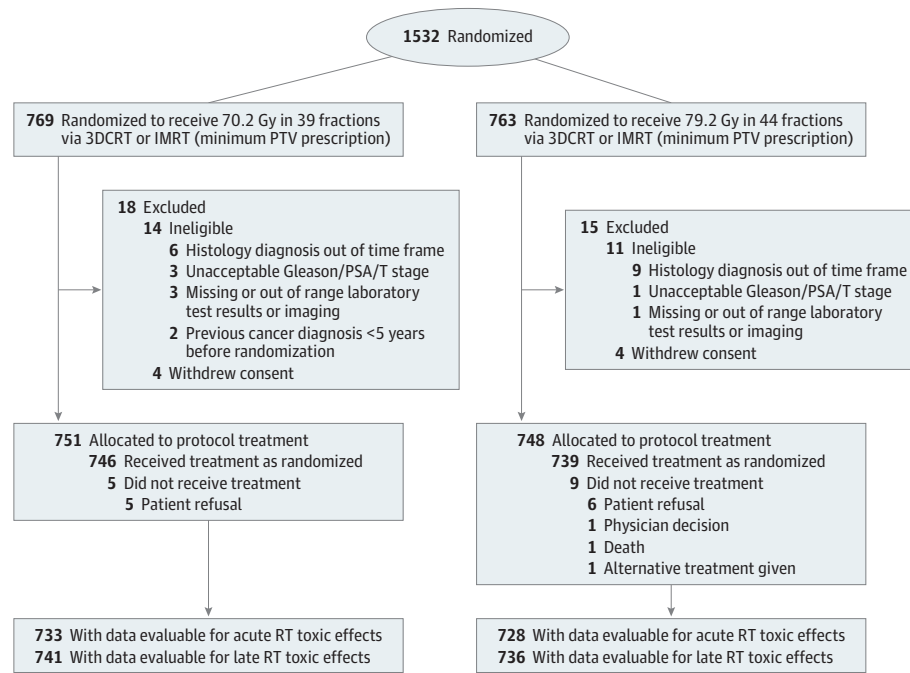 1532 Randomized
769 Randomized to receive 70.2 Gy in 39 fractions
via 3DCRT or IMRT (minimum PTV prescription)
763 Randomized to receive 79.2 Gy in 44 fractions
via 3DCRT or IMRT (minimum PTV prescription)
18 Excluded
14 Ineligible
6 Histology diagnosis out of time frame
3 Unacceptable Gleason/PSA/T stage
3 Missing or out of range laboratory
test results or imaging
2 Previous cancer diagnosis <5 years
before randomization
4 Withdrew consent
15 Excluded
11 Ineligible
9 Histology diagnosis out of time frame
1 Unacceptable Gleason/PSA/T stage
1 Missing or out of range laboratory
test results or imaging
4 Withdrew consent
751 Allocated to protocol treatment
746 Received treatment as randomized
5 Did not receive treatment
5 Patient refusal
748 Allocated to protocol treatment
739 Received treatment as randomized
9 Did not receive treatment
6 Patient refusal
1 Physician decision
1 Death
1 Alternative treatment given
733 With data evaluable for acute RT toxic effects
741 With data evaluable for late RT toxic effects
728 With data evaluable for acute RT toxic effects
736 With data evaluable for late RT toxic effects